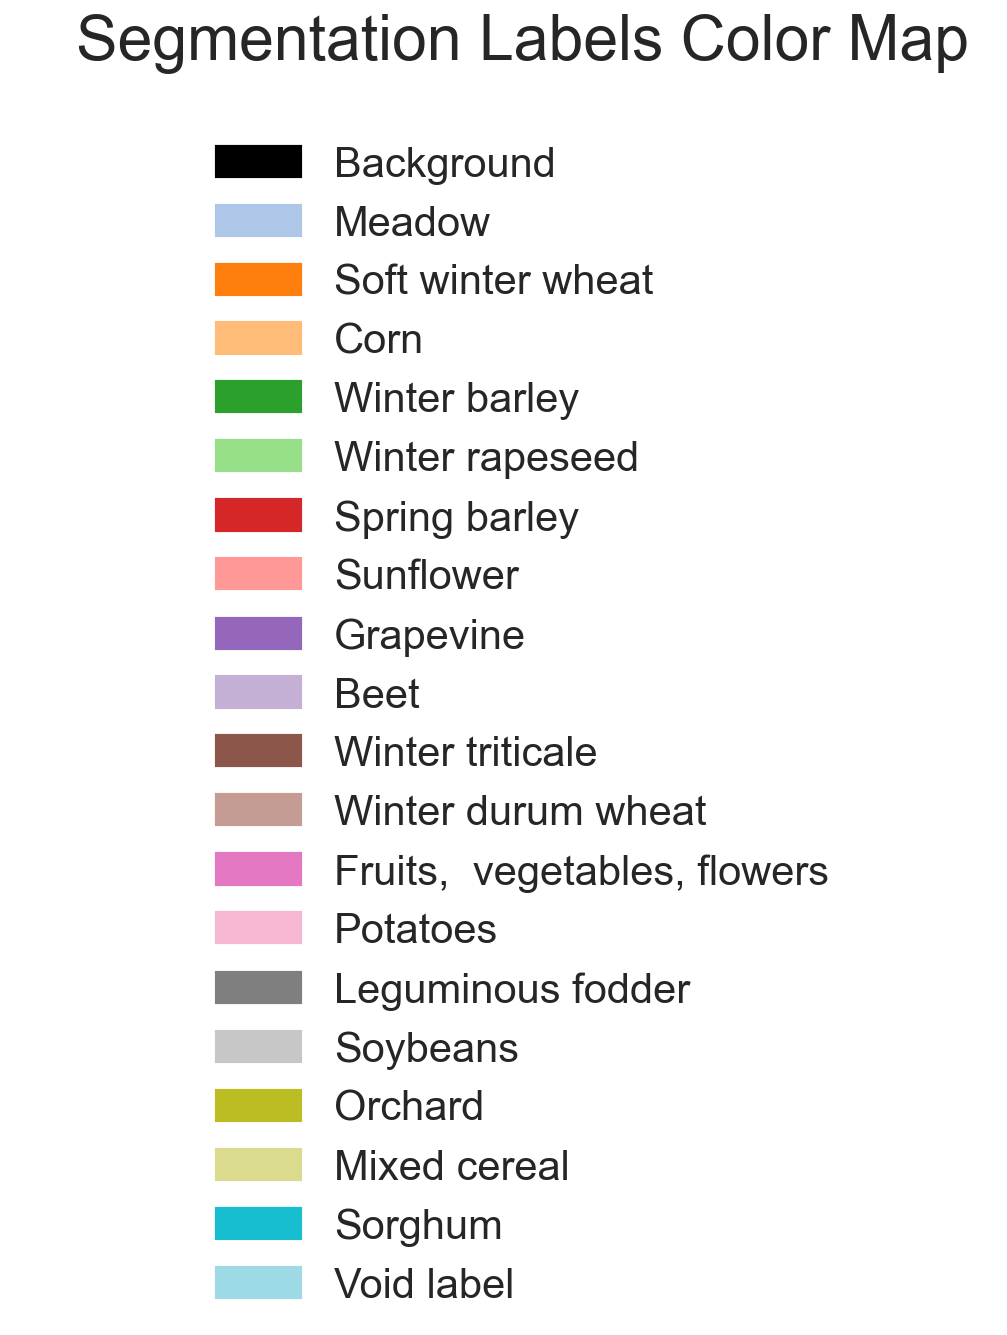 Segmentation Labels Color Map
Background
Meadow
Soft winter wheat
Corn
Winter barley
Winter rapeseed
Spring barley
Sunflower
Grapevine
Beet
Winter triticale
Winter durum wheat
Fruits,  vegetables, flowers
Potatoes
Leguminous fodder
Soybeans
Orchard
Mixed cereal
Sorghum
Void label